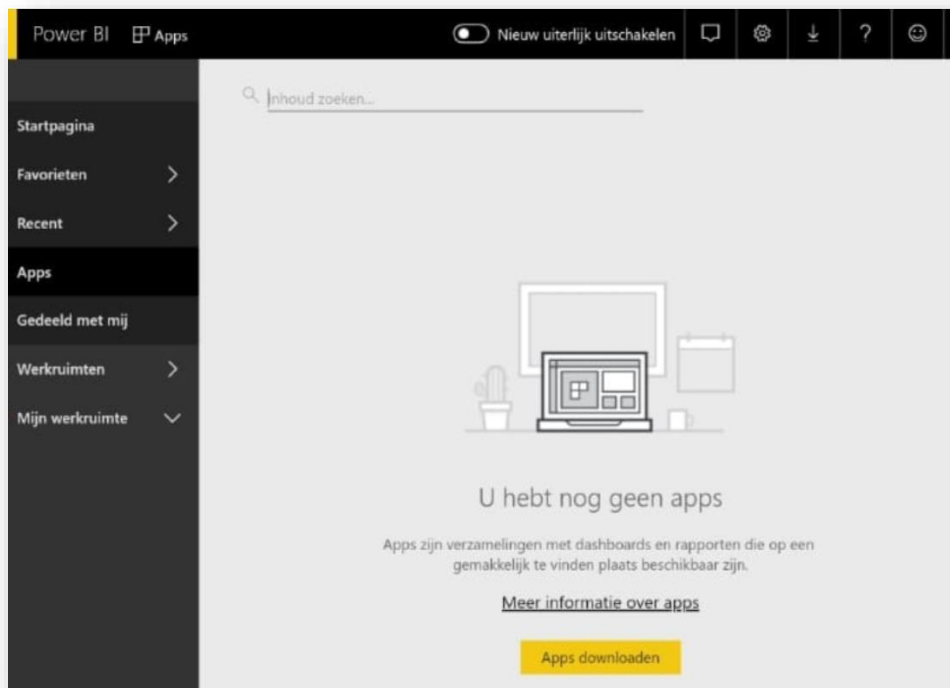 Power BI Apps Nieuw uiterlijk uitschakelen ?
Inhoud zoeken...
Startpagina
Favorieten
Recent
Apps
Gedeeld met mij
Werkruimten
Mijn werkruimte
U hebt nog geen apps
Apps zijn verzamelingen met dashboards en rapporten die op een
gemakkelijk te vinden plaats beschikbaar zijn.
Meer informatie over apps
Apps downloaden